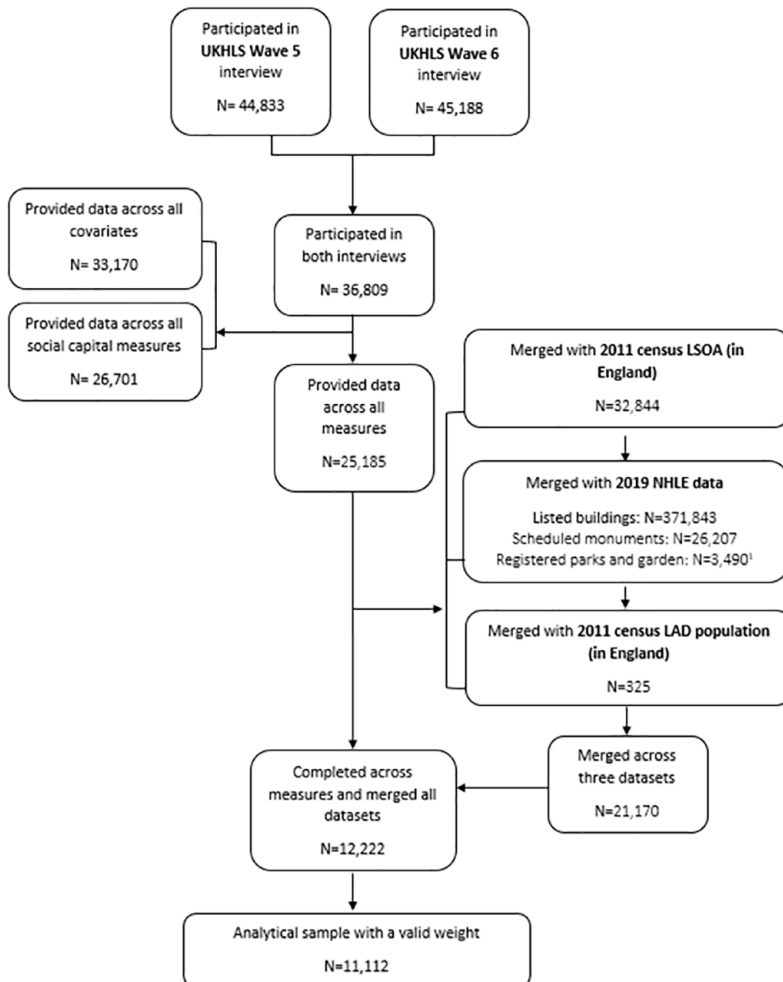 Participated in
UKHLS Wave 5
interview
N= 44,833
Participated in
UKHLS Wave 6
interview
N= 45,188
Provided data across all
covariates
N= 33,170
Participated in
both interviews
N= 36,809
Provided data across all
social capital measures
N= 26,701
Provided data
across all
measures
N=25,185
Merged with 2011 census LSOA (in
England)
N=32,844
Merged with 2019 NHLE data
Listed buildings: N=371,843
Scheduled monuments: N=26,207
Registered parks and garden: N=3,490¹
Merged with 2011 census LAD population
(in England)
N=325
Merged across
three datasets
N=21,170
Completed across
measures and merged all
datasets
N=12,222
Analytical sample with a valid weight
N=11,112